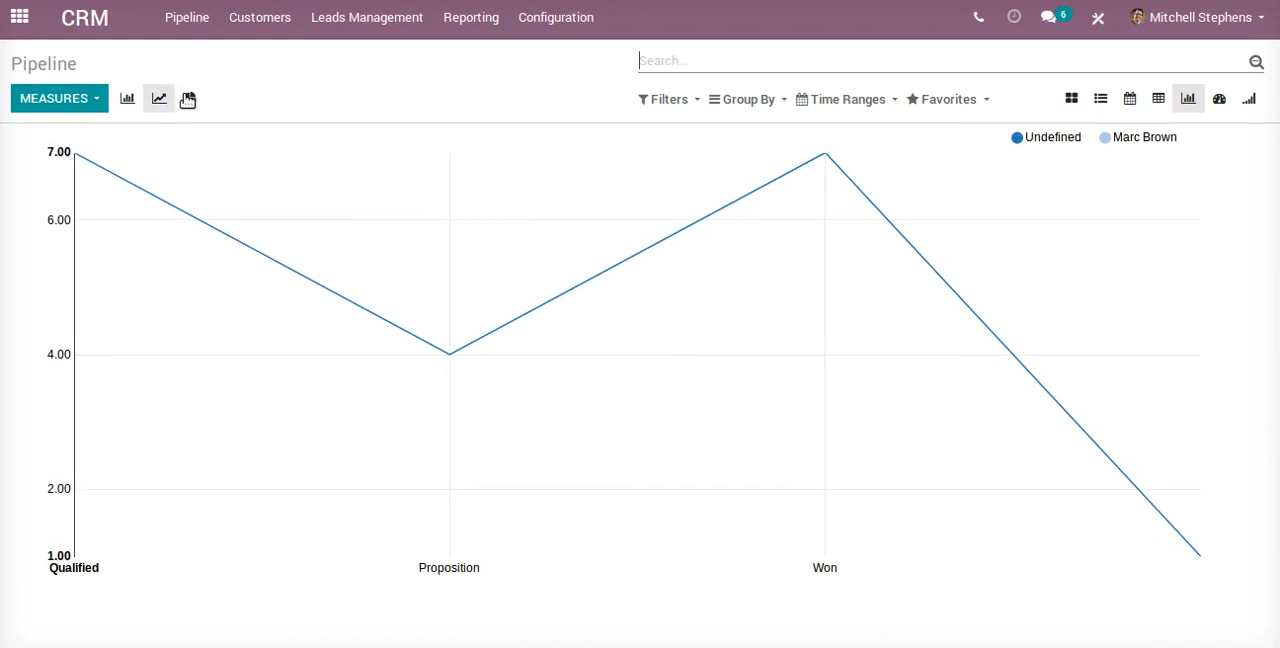 CRM Pipeline Customers Leads Management Reporting Configuration 6 Mitchell Stephens
Pipeline Search...
MEASURES Filters Group By Time Ranges Favorites
Undefined Marc Brown
7.00
6.00
4.00
2.00
1.00
Qualified Proposition Won